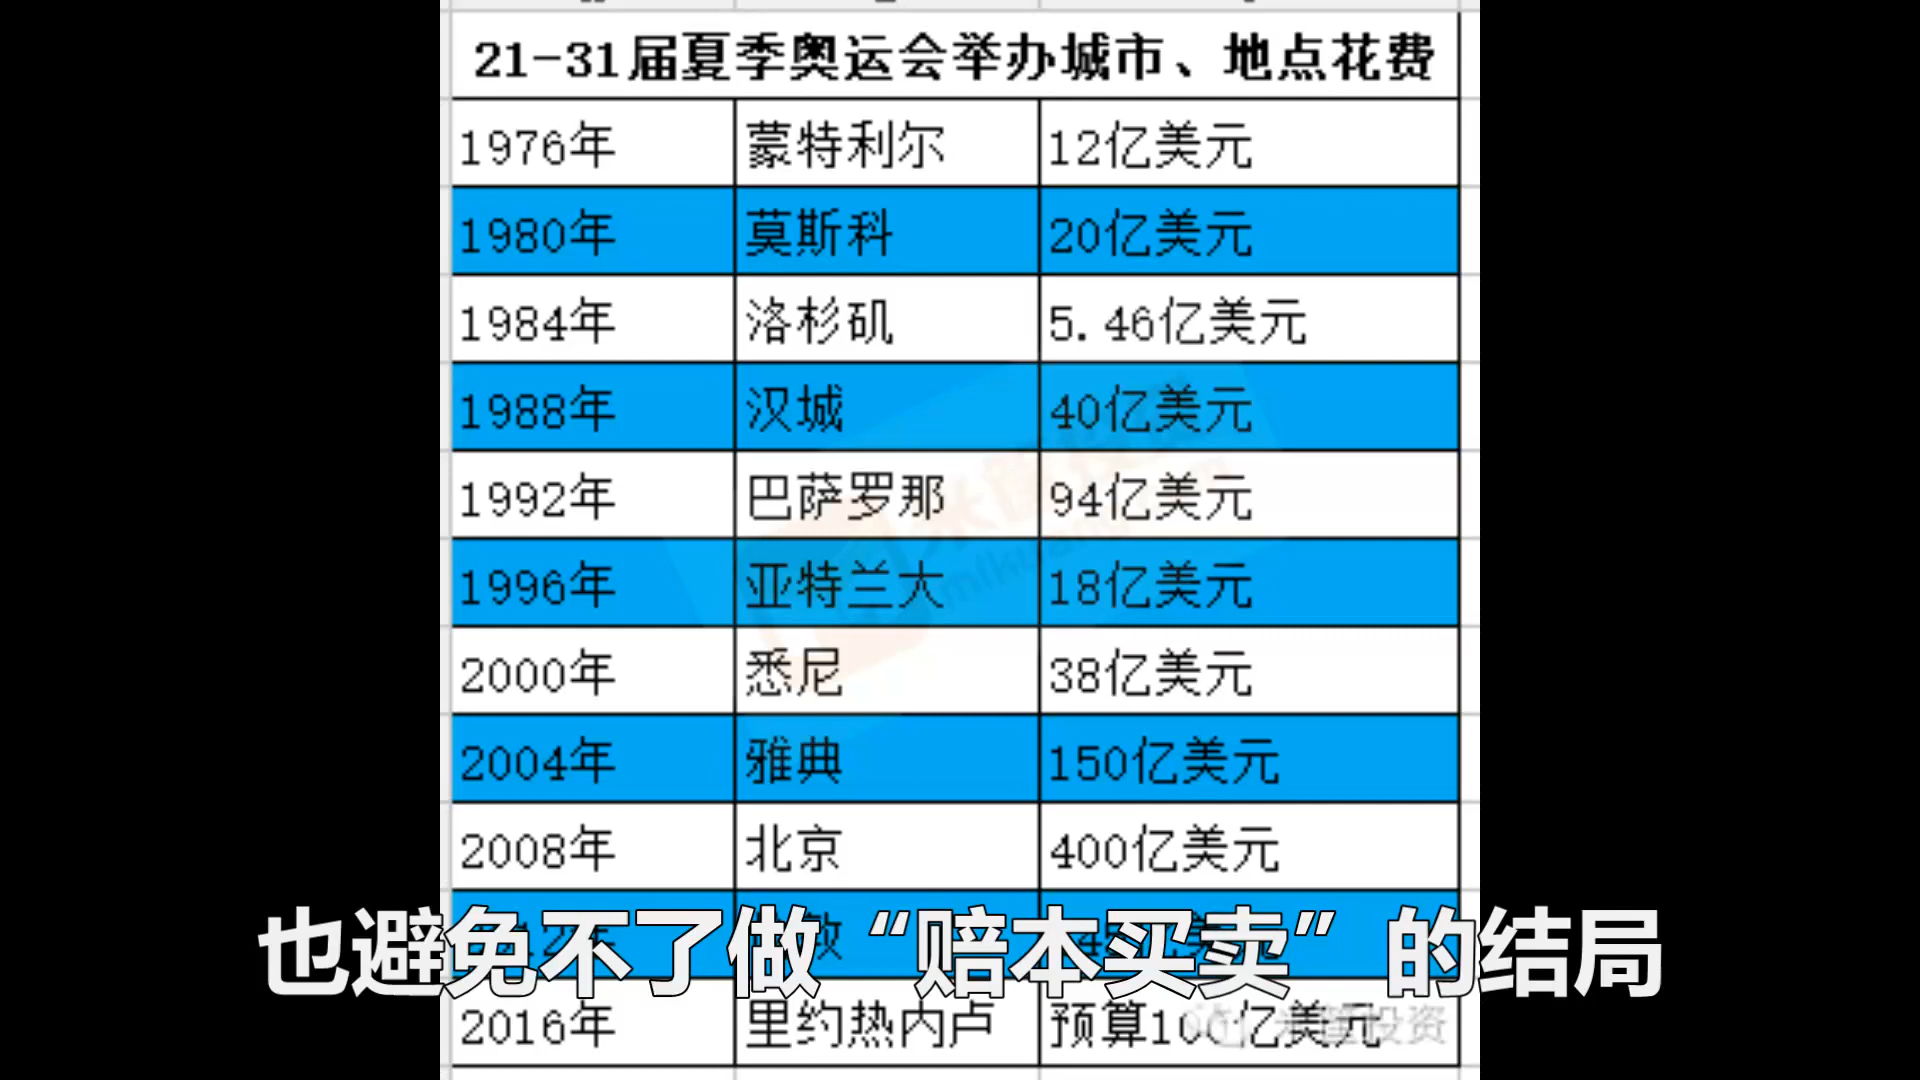 21-31届夏季奥运会举办城市、地点花费
1976年 蒙特利尔 12亿美元
1980年 莫斯科 20亿美元
1984年 洛杉矶 5.46亿美元
1988年 汉城 40亿美元
1992年 巴萨罗那 94亿美元
1996年 亚特兰大 18亿美元
2000年 悉尼 38亿美元
2004年 雅典 150亿美元
2008年 北京 400亿美元
也避免不了做“赔本买卖”的结局
2016年 里约热内卢 预算 亿美元